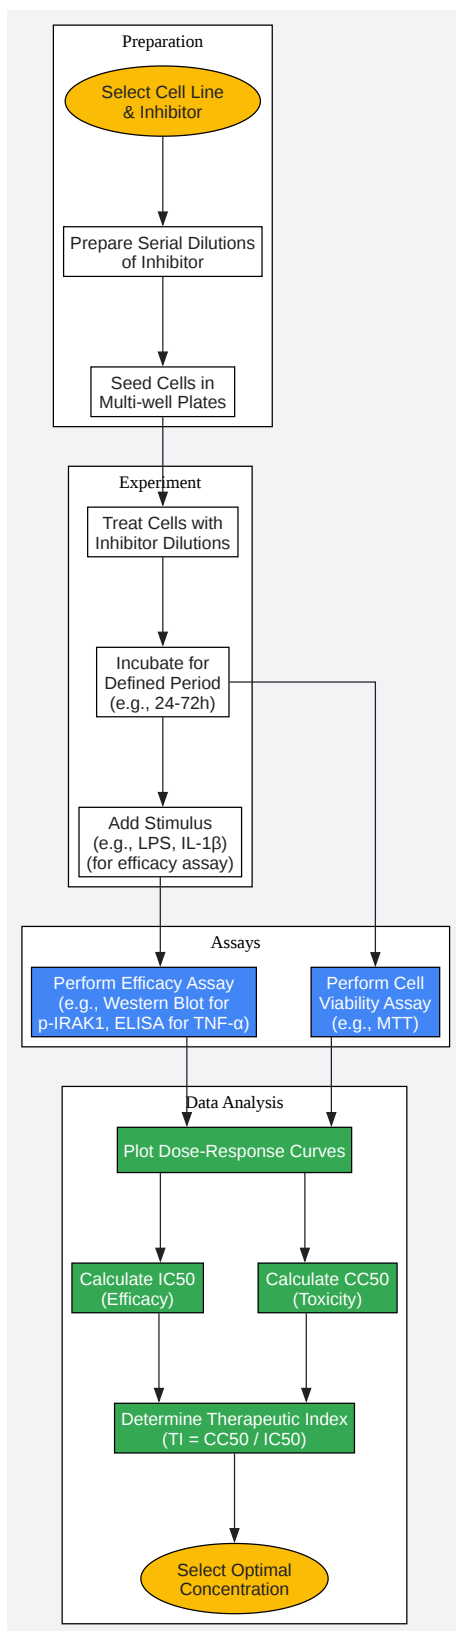 Preparation
Select Cell Line
& Inhibitor
Prepare Serial Dilutions
of Inhibitor
Seed Cells in
Multi-well Plates
Experiment
Treat Cells with
Inhibitor Dilutions
Incubate for
Defined Period
(e.g., 24-72h)
Add Stimulus
(e.g., LPS, IL-1β)
(for efficacy assay)
Assays
Perform Efficacy Assay
(e.g., Western Blot for
p-IRAK1, ELISA for TNF-α)
Perform Cell
Viability Assay
(e.g., MTT)
Data Analysis
Plot Dose-Response Curves
Calculate IC50
(Efficacy)
Calculate CC50
(Toxicity)
Determine Therapeutic Index
(TI = CC50 / IC50)
Select Optimal
Concentration